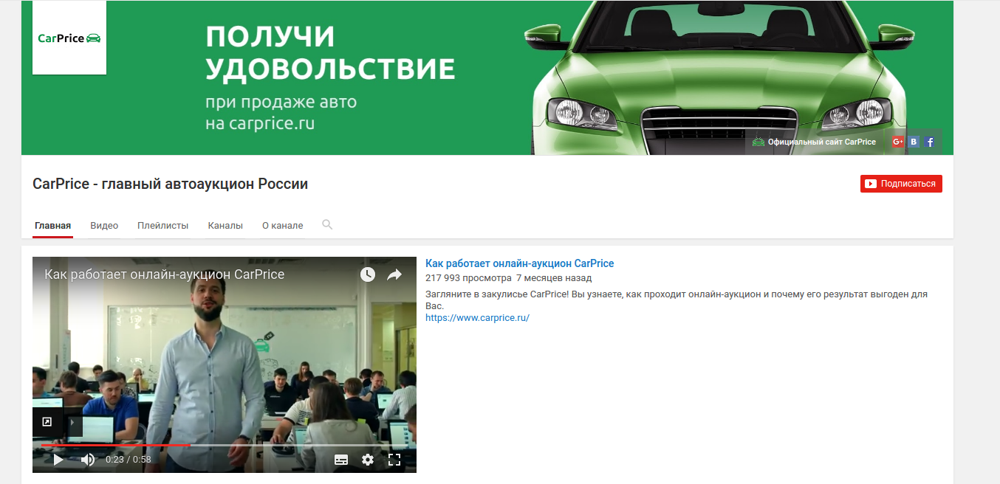 CarPrice
ПОЛУЧИ
УДОВОЛЬСТВИЕ
при продаже авто
на carprice.ru
Официальный сайт CarPrice
G+
B
f
CarPrice - главный автоаукцион России
Подписаться
Главная
Видео
Плейлисты
Каналы
О канале
Как работает онлайн-аукцион CarPrice
0:23 / 0:58
Как работает онлайн-аукцион CarPrice
217 993 просмотра 7 месяцев назад
Загляните в закулисье CarPrice! Вы узнаете, как проходит онлайн-аукцион и почему его результат выгоден для
Вас.
https://www.carprice.ru/